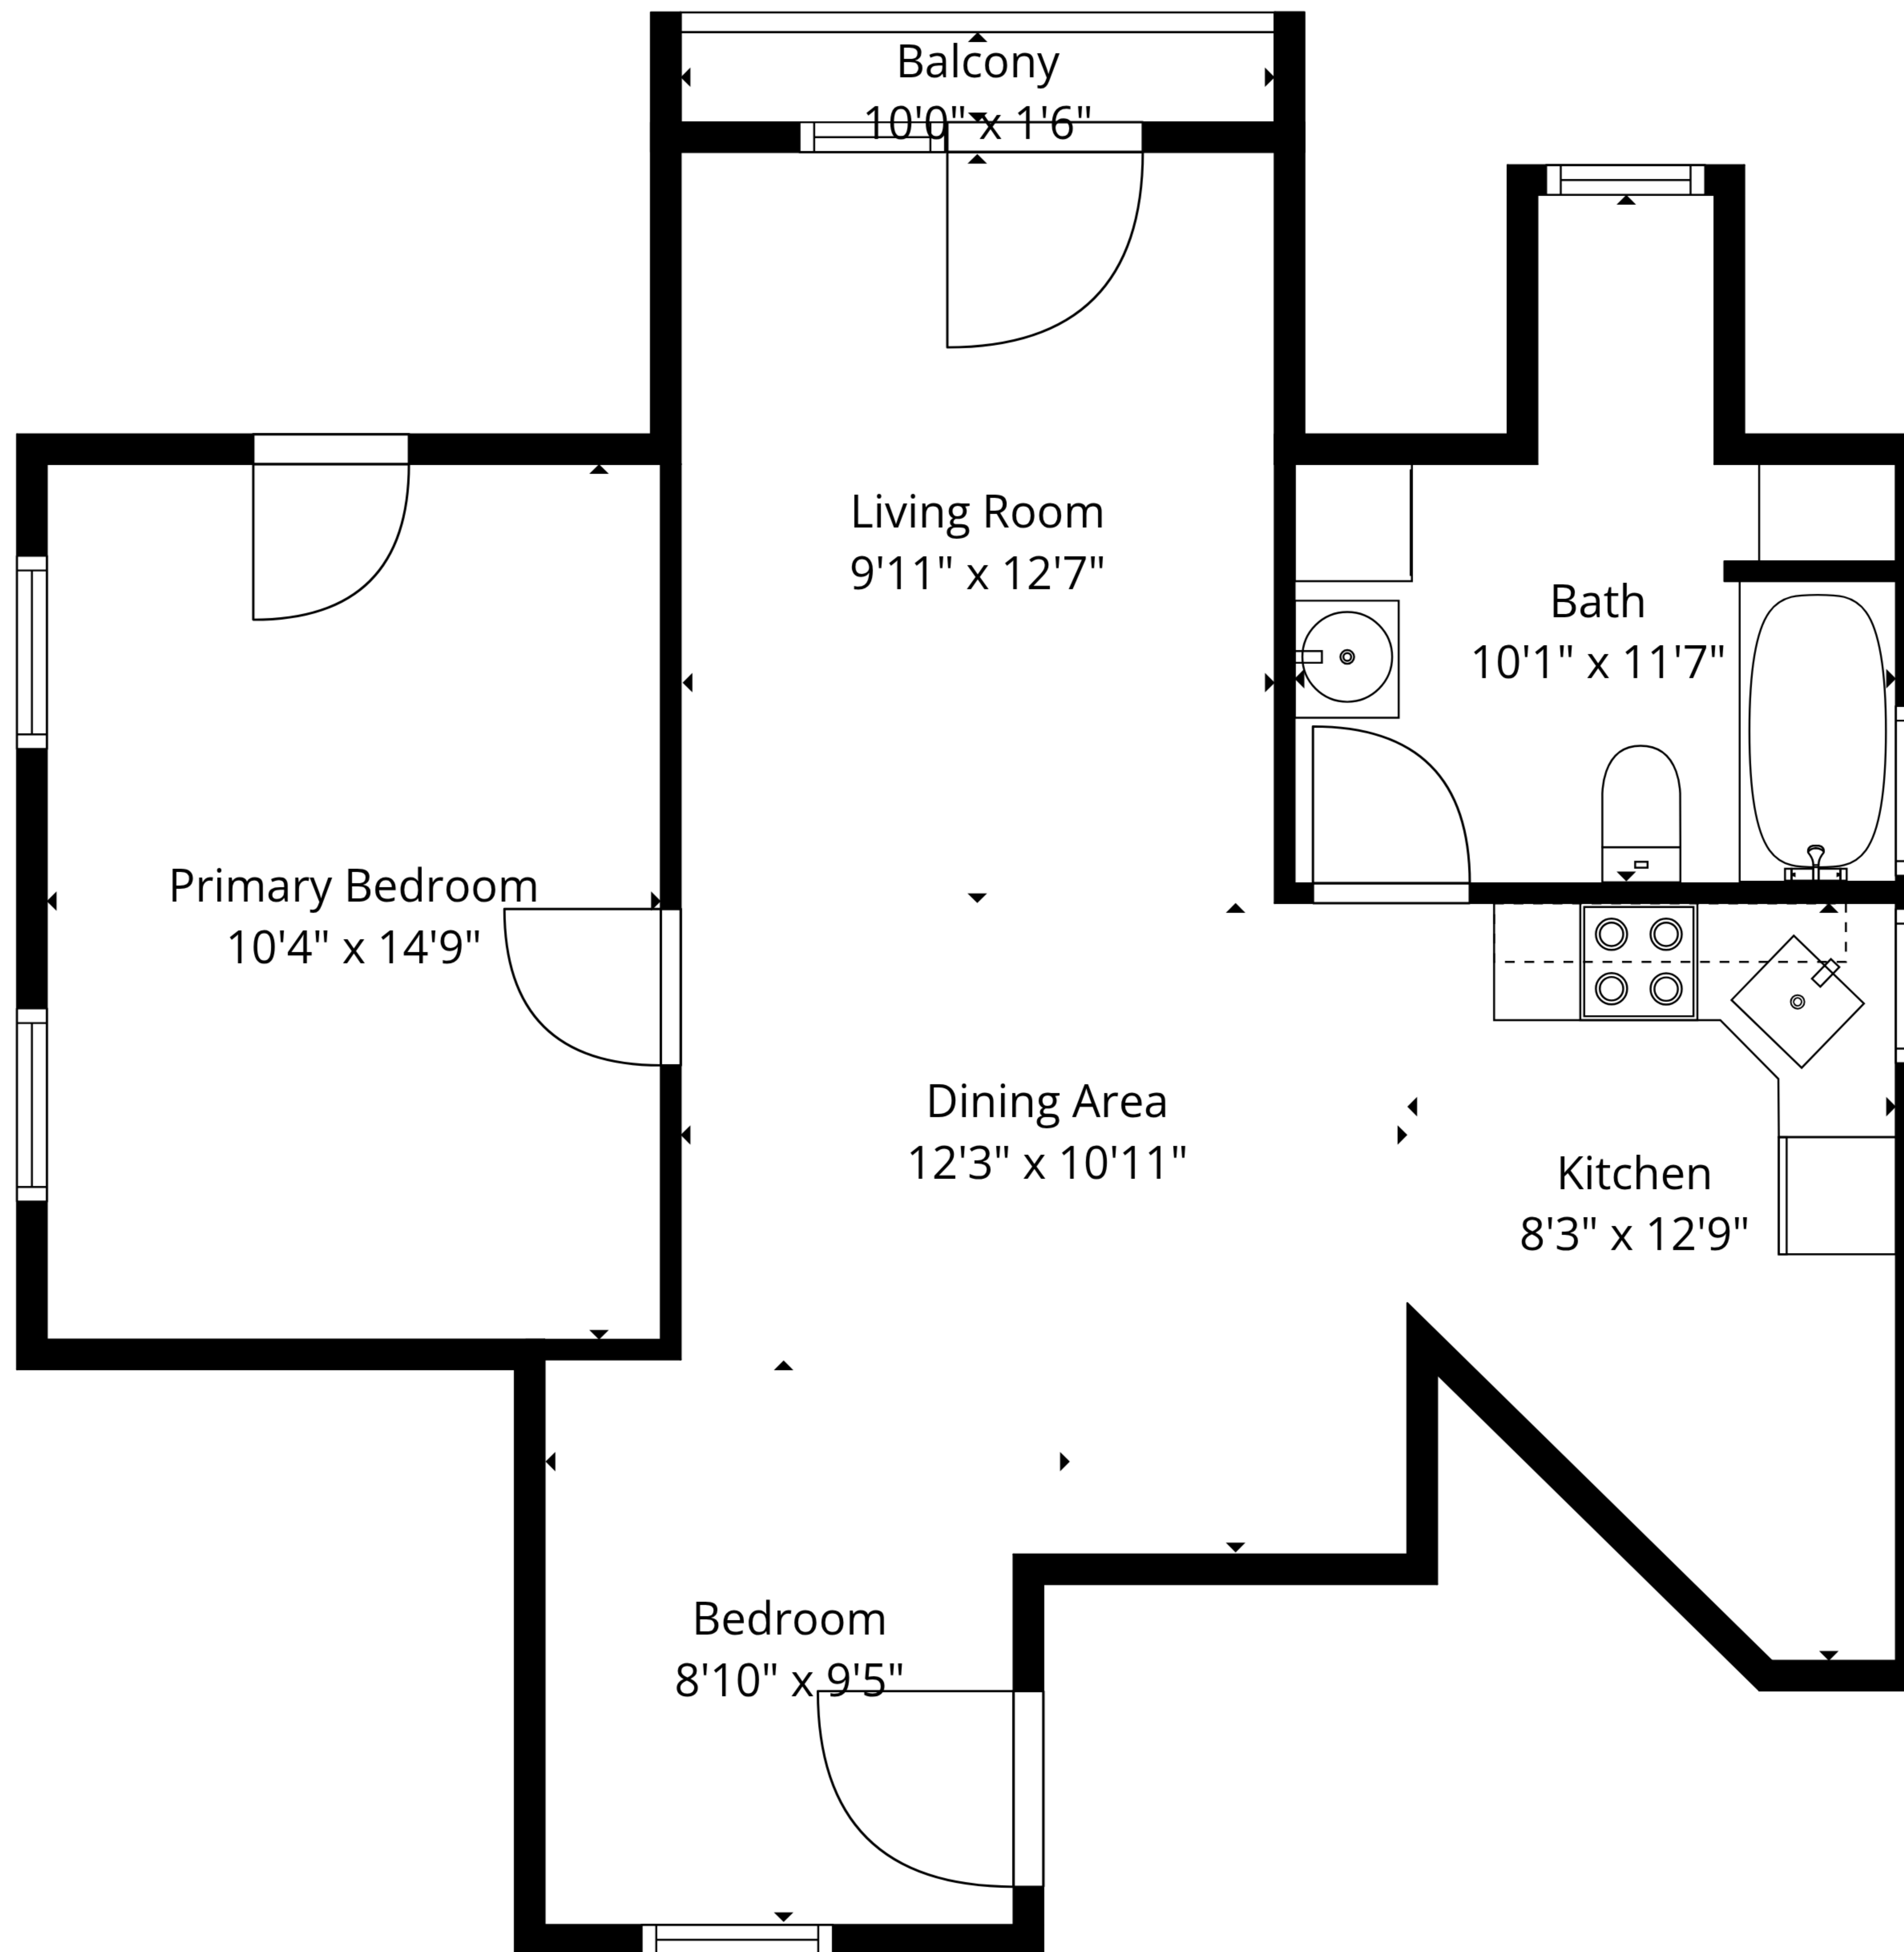 Balcony
10'0" x 1'6"
Living Room
9'11" x 12'7"
Bath
10'1" x 11'7"
Primary Bedroom
10'4" x 14'9"
Dining Area
12'3" x 10'11"
Kitchen
8'3" x 12'9"
Bedroom
8'10" x 9'5"